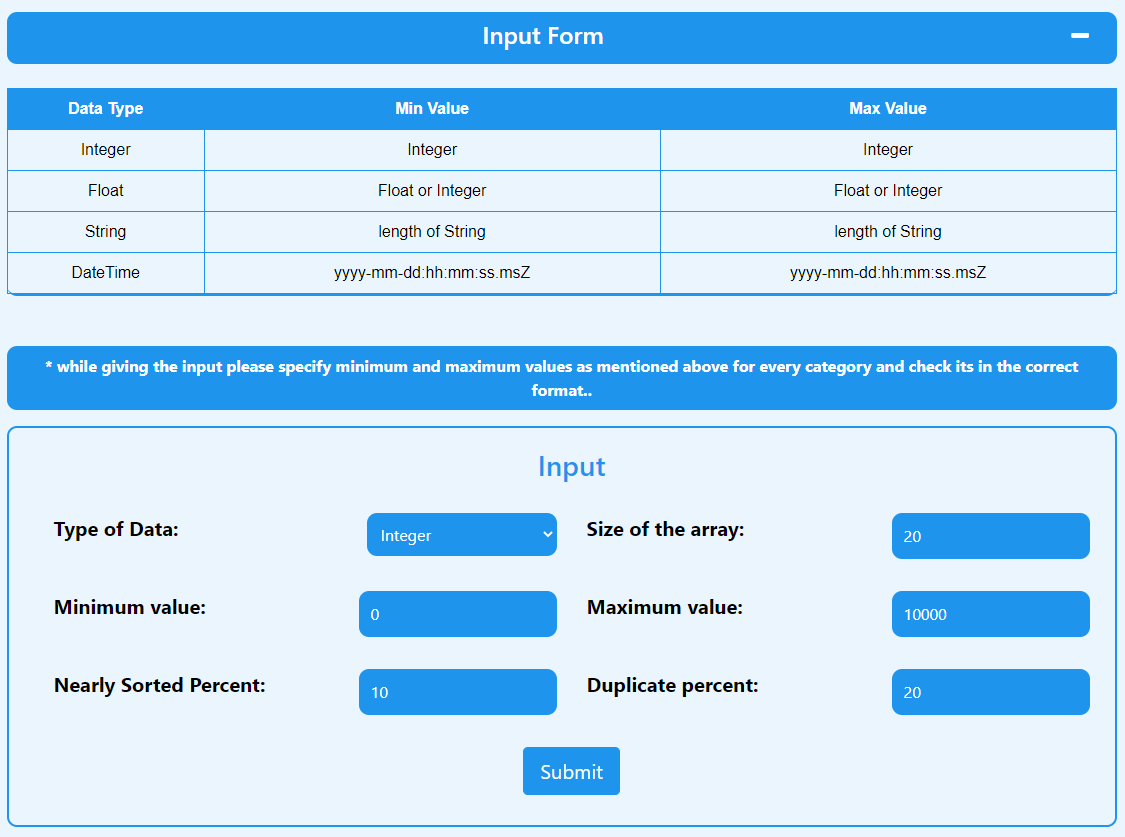 Input Form
Data Type Min Value Max Value
Integer Integer Integer
Float Float or Integer Float or Integer
String length of String length of String
DateTime yyyy-mm-dd:hh:mm:ss.msZ yyyy-mm-dd:hh:mm:ss.msZ
* while giving the input please specify minimum and maximum values as mentioned above for every category and check its in the correct
format..
Input
Type of Data: Integer Size of the array: 20
Minimum value: 0 Maximum value: 10000
Nearly Sorted Percent: 10 Duplicate percent: 20
Submit